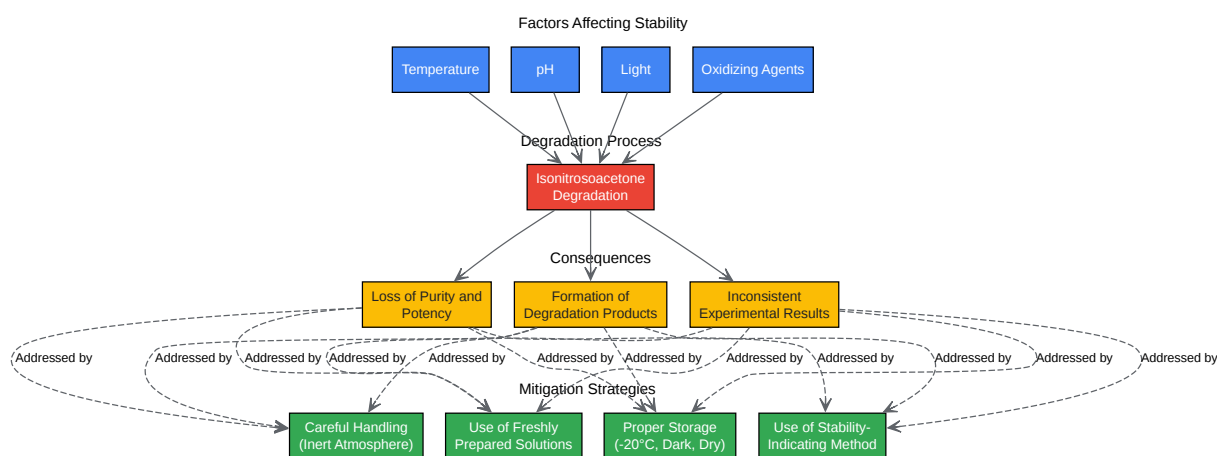 Factors Affecting Stability
Temperature
pH
Light
Oxidizing Agents
Degradation Process
Isonitrosoacetone
Degradation
Consequences
Loss of Purity and
Potency
Formation of
Degradation Products
Inconsistent
Experimental Results
Addressed by
Addressed by
Addressed by
Addressed by
Addressed by
Addressed by
Addressed by
Addressed by
Addressed by
Addressed by
Addressed by
Mitigation Strategies
Careful Handling
(Inert Atmosphere)
Use of Freshly
Prepared Solutions
Proper Storage
(-20°C, Dark, Dry)
Use of Stability-
Indicating Method